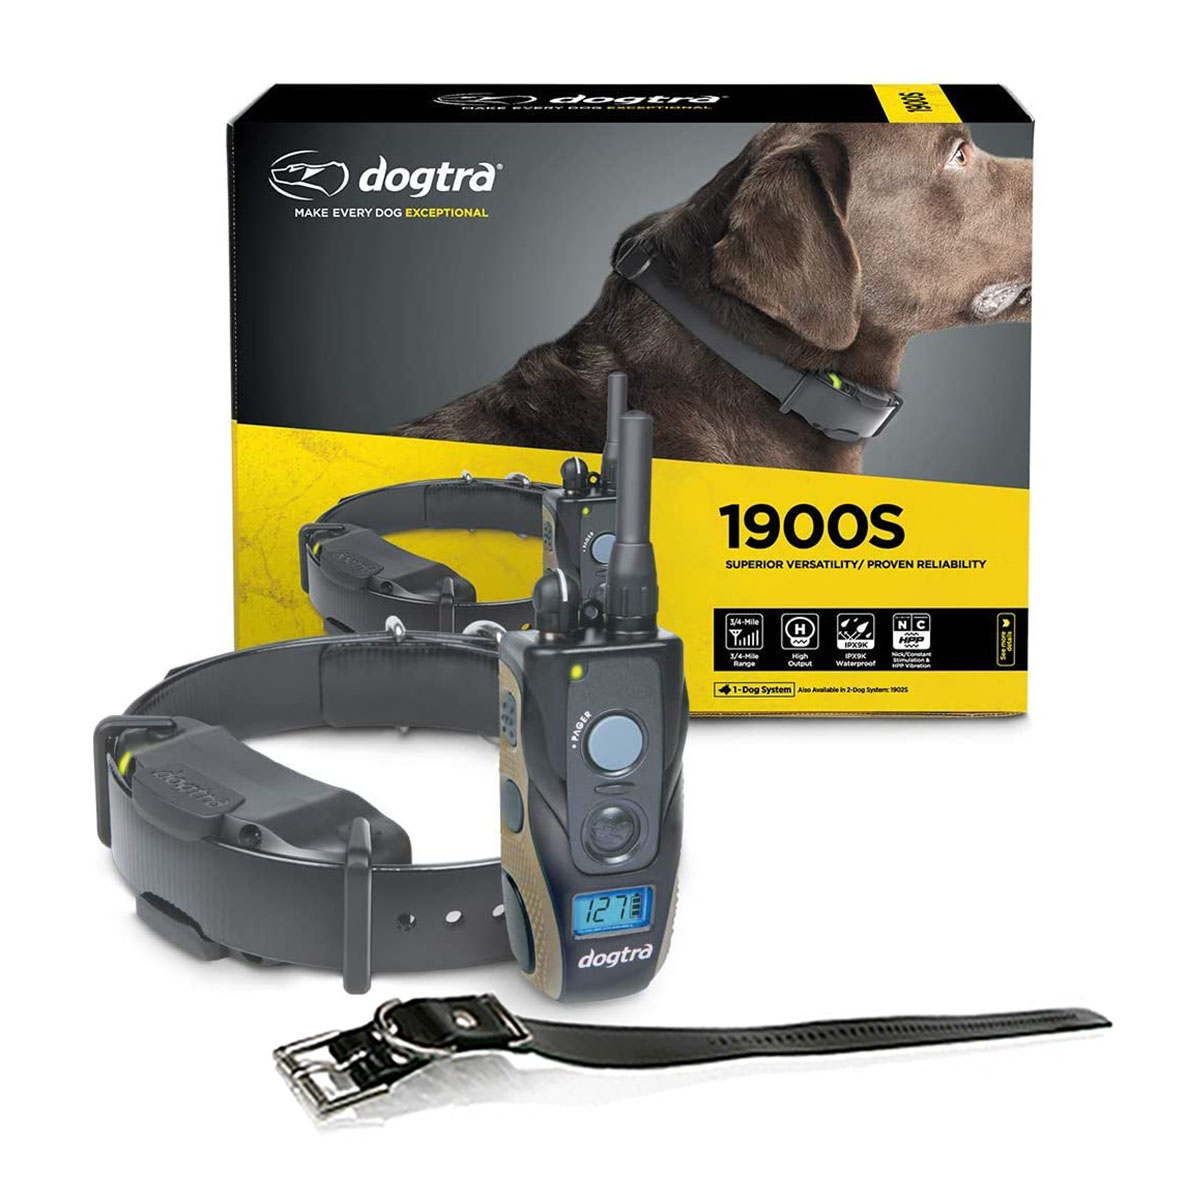 dogtra
MAKE EVERY DOG EXCEPTIONAL
1900S
dogtra®
MAKE EVERY DOG EXCEPTIONAL
1900S
SUPERIOR VERSATILITY/ PROVEN RELIABILITY
3/4-Mile
3/4-Mile
Range
H
High
Output
IPX9K
IPX9K
Waterproof
N C
HPP
Nick/Constant
Stimulation &
HPP Vibration
See more
details
1-Dog System
Also Available in 2-Dog System: 1902S
dogtra
PAGER
dogtra
PAGER
127
dogtra